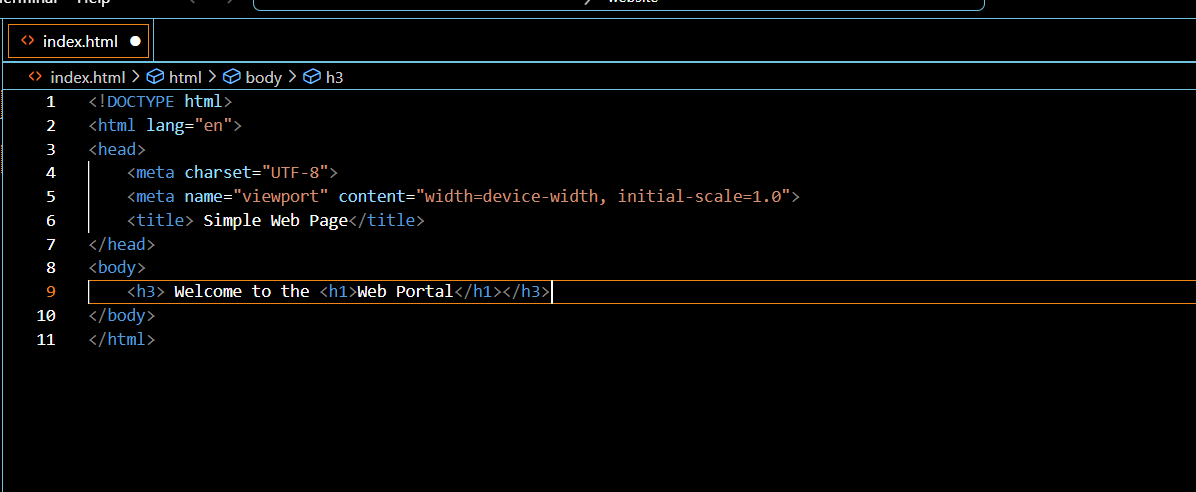 Terminal Help
website
index.html
index.html > html > body > h3
1 <!DOCTYPE html>
2 <html lang="en">
3 <head>
4 <meta charset="UTF-8">
5 <meta name="viewport" content="width=device-width, initial-scale=1.0">
6 <title> Simple Web Page</title>
7 </head>
8 <body>
9 <h3> Welcome to the <h1>Web Portal</h1></h3>
10 </body>
11 </html>